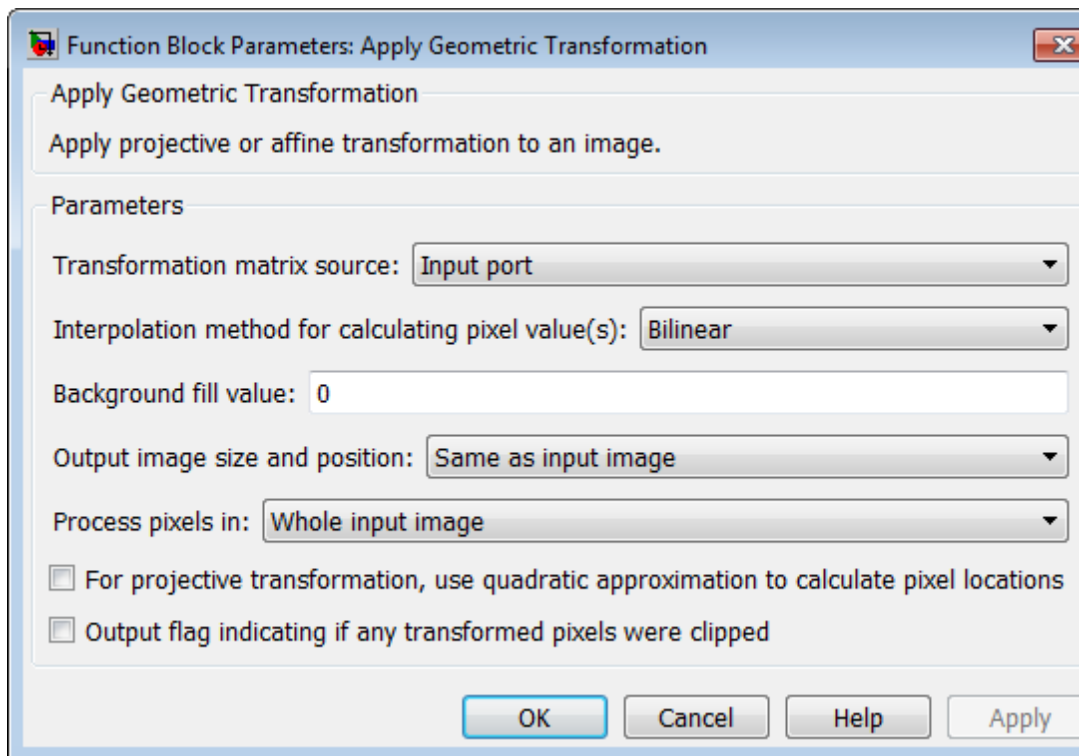 Function Block Parameters: Apply Geometric Transformation
Apply Geometric Transformation
Apply projective or affine transformation to an image.
Parameters
Transformation matrix source: Input port
Interpolation method for calculating pixel value(s): Bilinear
Background fill value: 0
Output image size and position: Same as input image
Process pixels in: Whole input image
For projective transformation, use quadratic approximation to calculate pixel locations
Output flag indicating if any transformed pixels were clipped
OK Cancel Help Apply